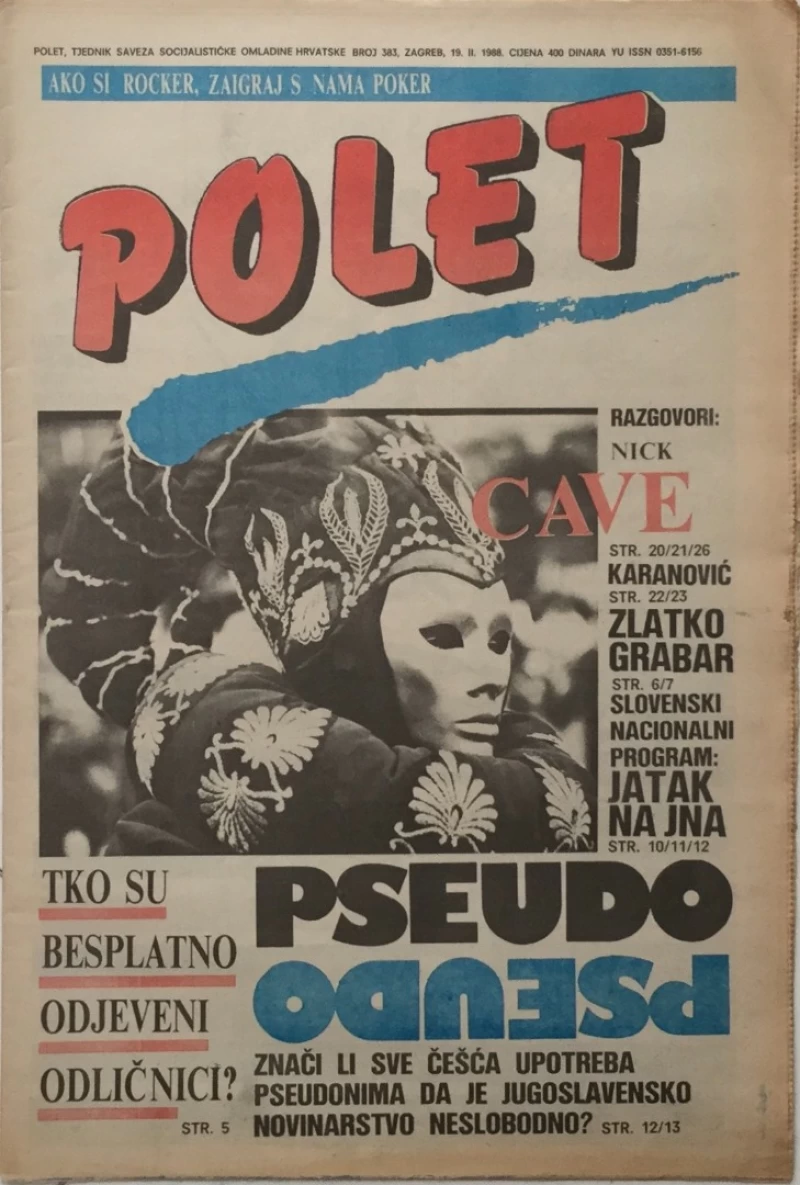 POLET, TJEDNIK SAVEZA SOCIJALISTIČKE OMLADINE HRVATSKE BROJ 383, ZAGREB, 19. II. 1988. CIJENA 400 DINARA YU ISSN 0351-6156
AKO SI ROCKER, ZAIGRAJ S NAMA POKER
POLET
RAZGOVORI:
NICK
CAVE
STR. 20/21/26
KARANOVIĆ
STR. 22/23
ZLATKO
GRABAR
STR. 6/7
SLOVENSKI
NACIONALNI
PROGRAM:
JATAK
NA JNA
STR. 10/11/12
TKO SU
BESPLATNO
ODJEVENI
ODLIČNICI?
STR. 5
PSEUDO
PSEUDO
ZNAČI LI SVE ČEŠĆA UPOTREBA
PSEUDONIMA DA JE JUGOSLAVENSKO
NOVINARSTVO NESLOBODNO? STR. 12/13